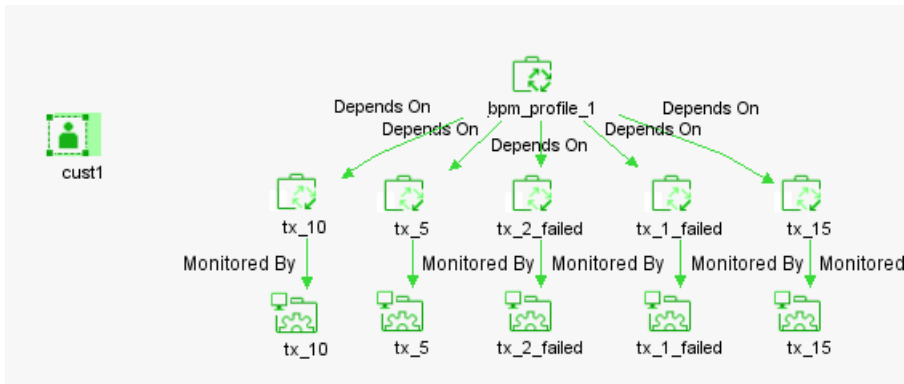 bpm_profile_1
Depends On
Depends On
Depends On
Depends On
Depends On
cust1
tx_10
tx_5
tx_2_failed
tx_1_failed
tx_15
Monitored By
Monitored By
Monitored By
Monitored By
Monitored
tx_10
tx_5
tx_2_failed
tx_1_failed
tx_15